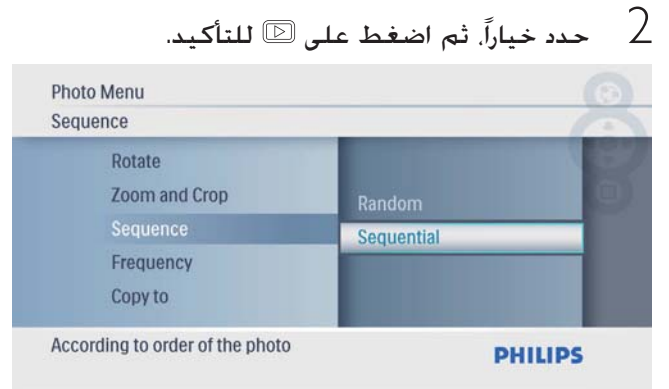 2 حدد خياراً، ثم اضغط على للتأكيد.
Photo Menu
Sequence
Rotate
Zoom and Crop
Sequence
Frequency
Copy to
Random
Sequential
According to order of the photo
PHILIPS